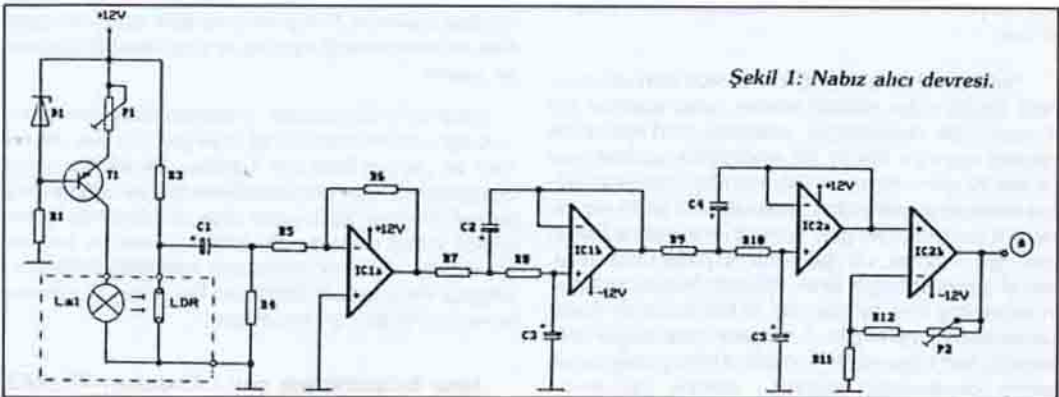 +12V
Şekil 1: Nabız alıcı devresi.
D1
P1
T1
R3
R1
C1
R5
R6
+12V
IC1a
R4
La1
LDR
C2
R7
R8
IC1b
-12V
C3
C4
R9
R10
+12V
IC2a
C5
IC2b
-12V
A
R12
P2
R11